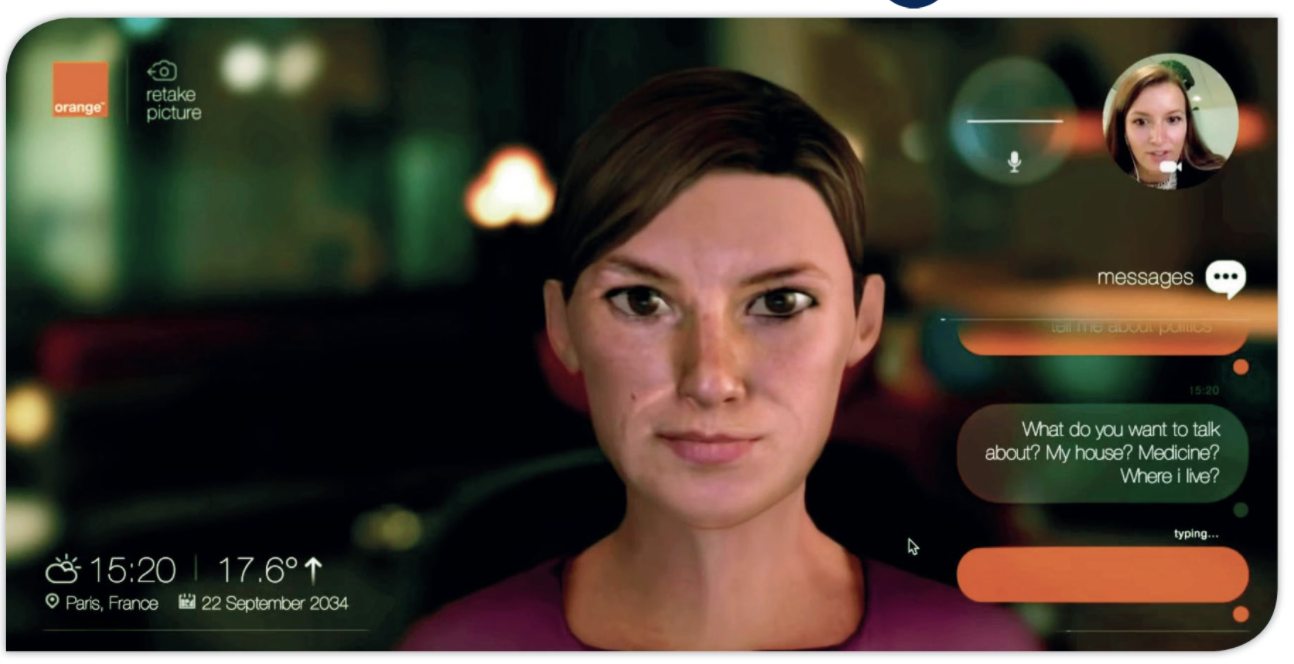 orange™
retake
picture
messages
tell me about politics
15:20
What do you want to talk
about? My house? Medicine?
Where i live?
typing...
15:20 17.6°
Paris, France 22 September 2034